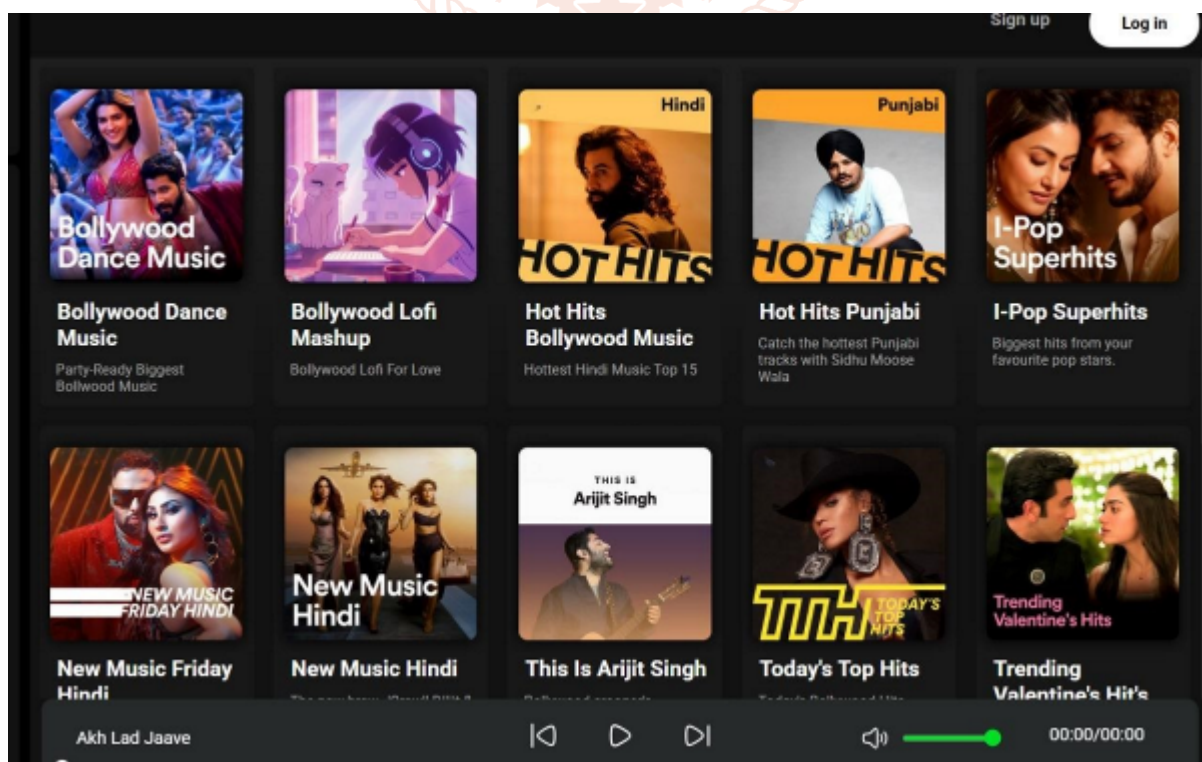 Sign up
Log in
Bollywood
Dance Music
Hindi
HOT HITS
Punjabi
HOT HITS
I-Pop
Superhits
Bollywood Dance
Music
Party-Ready Biggest
Bollwood Music
Bollywood Lofi
Mashup
Bollywood Lofi For Love
Hot Hits
Bollywood Music
Hottest Hindi Music Top 15
Hot Hits Punjabi
Catch the hottest Punjabi
tracks with Sidhu Moose
Wala
I-Pop Superhits
Biggest hits from your
favourite pop stars.
NEW MUSIC
FRIDAY HINDI
New Music
Hindi
THIS IS
Arijit Singh
TTH TODAY'S
TOP
HITS
Trending
Valentine's Hits
New Music Friday
Hindi
New Music Hindi
This Is Arijit Singh
Today's Top Hits
Trending
Valentine's Hit's
Akh Lad Jaave
00:00/00:00